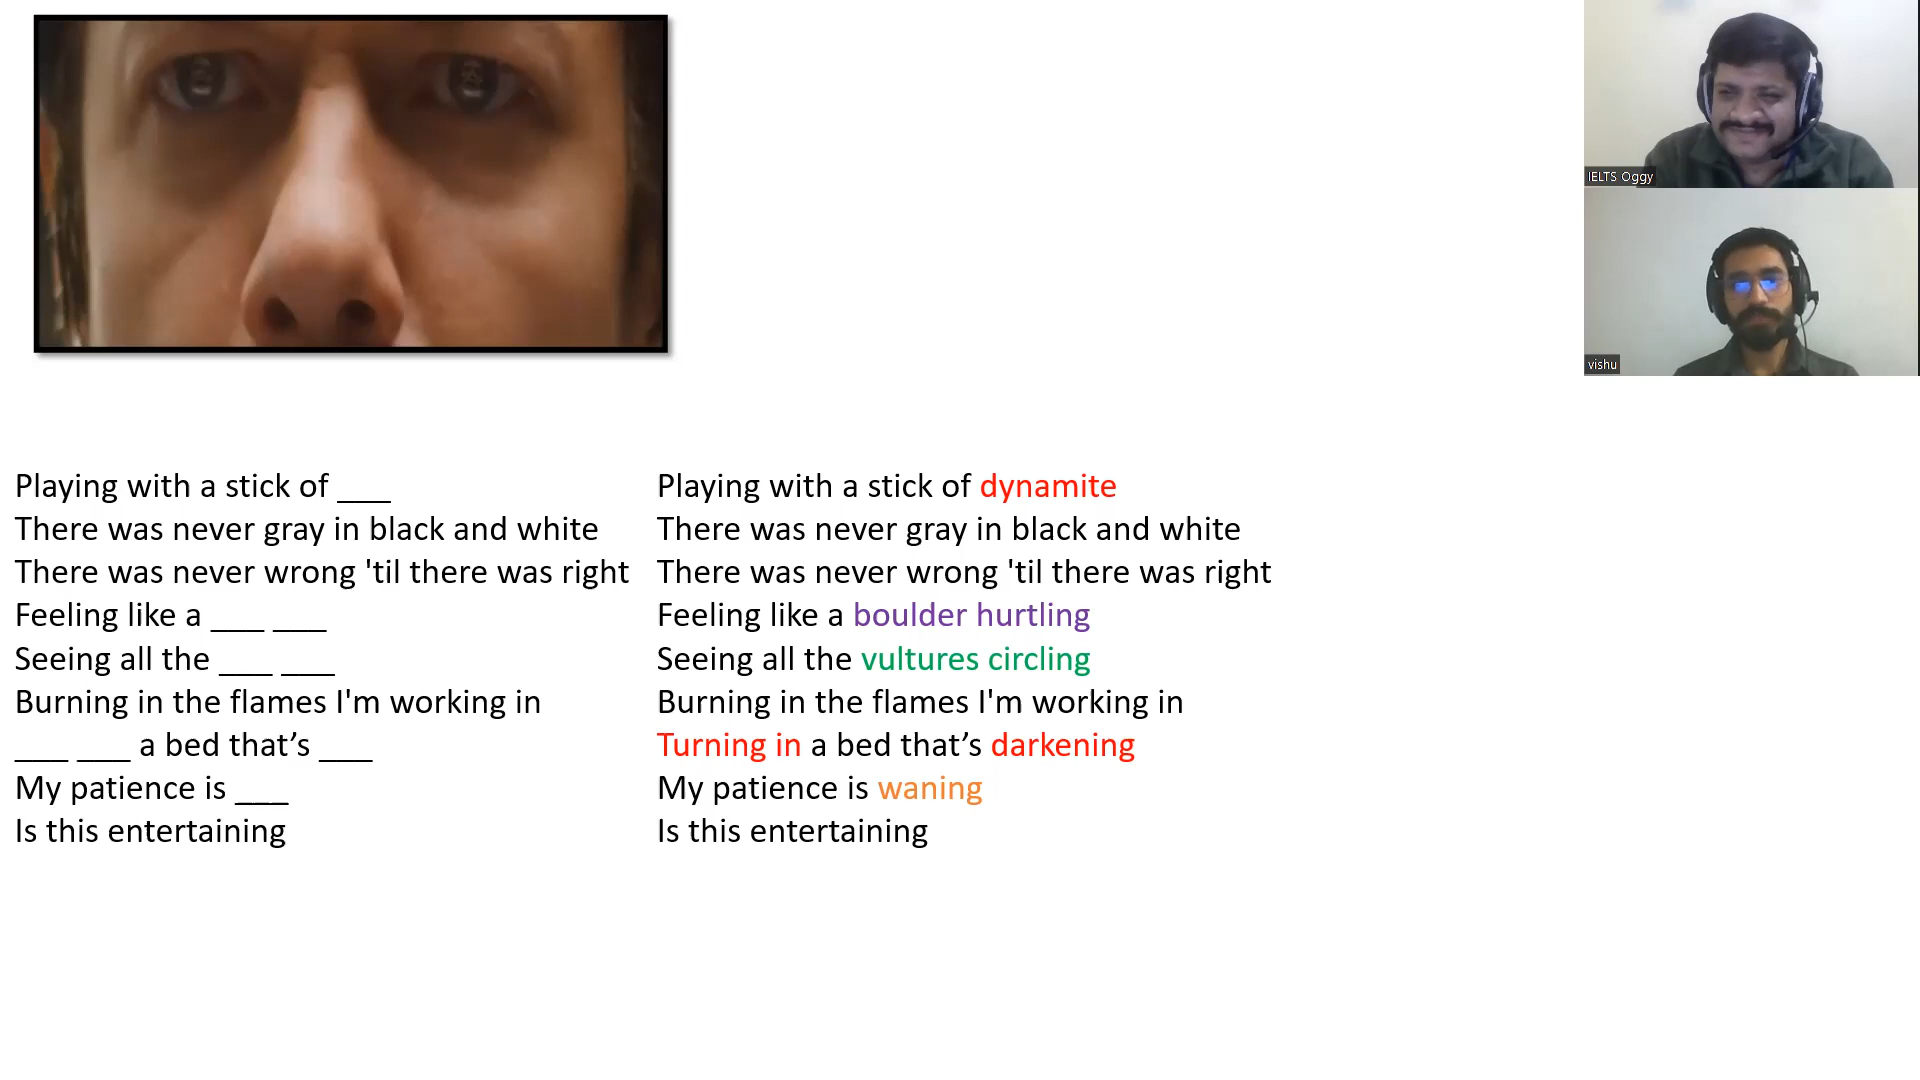 IELTS Oggy
vishu
Playing with a stick of ___
There was never gray in black and white
There was never wrong 'til there was right
Feeling like a ___ ___
Seeing all the ___ ___
Burning in the flames I'm working in
___ ___ a bed that’s ___
My patience is ___
Is this entertaining
Playing with a stick of dynamite
There was never gray in black and white
There was never wrong 'til there was right
Feeling like a boulder hurtling
Seeing all the vultures circling
Burning in the flames I'm working in
Turning in a bed that’s darkening
My patience is waning
Is this entertaining